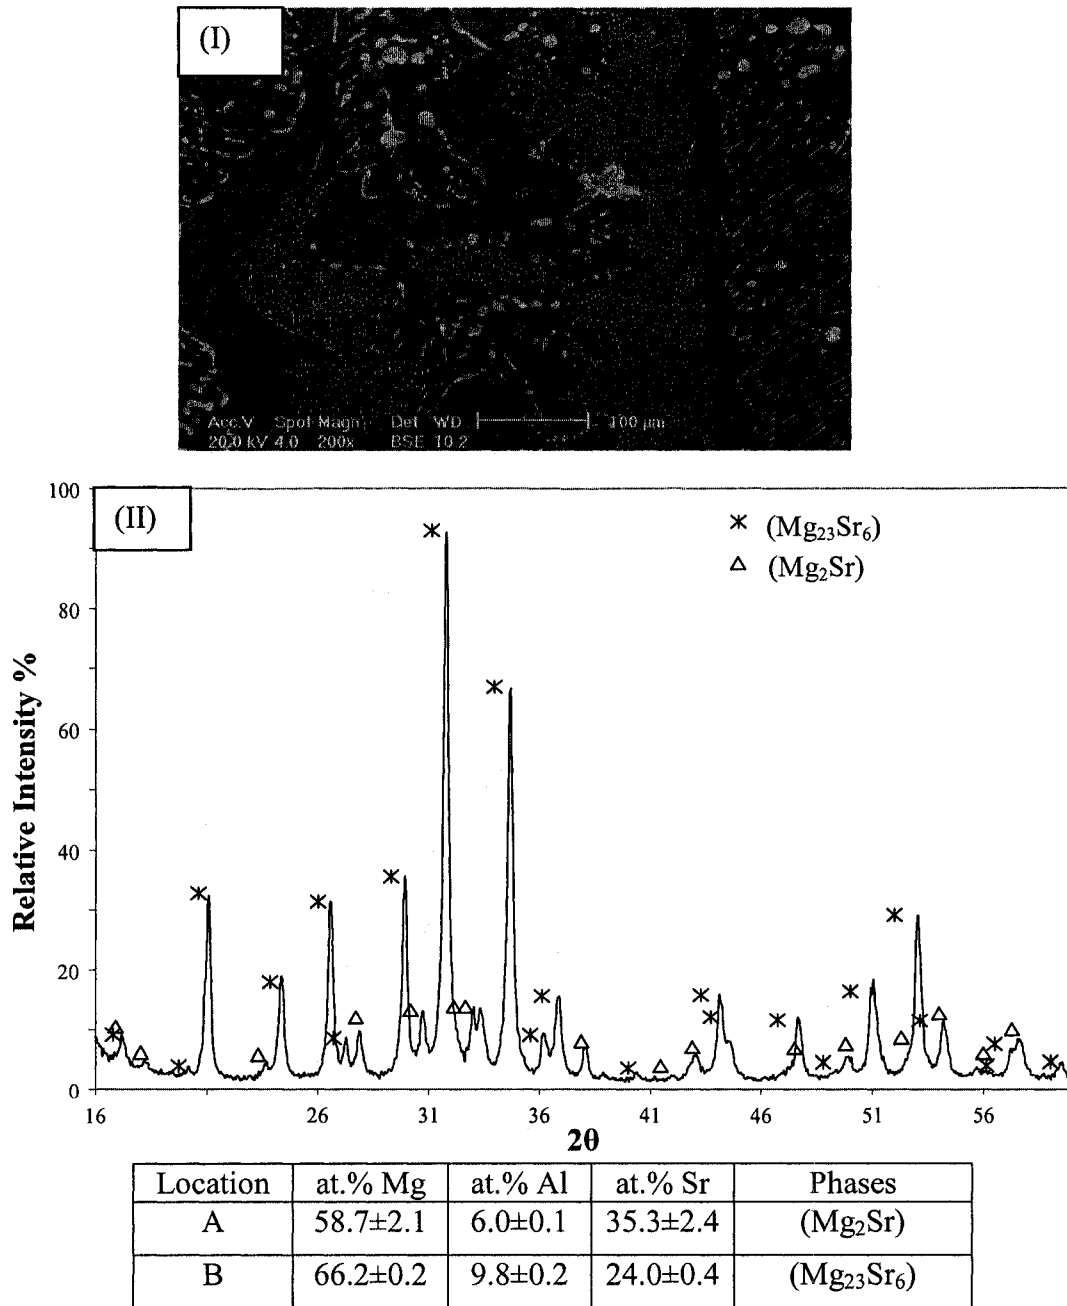 (I)
Acc.V Spot Magn Det WD 100 µm
20.0 kV 4.0 200x BSE 10.2
(II)
100
80
60
40
20
0
Relative Intensity %
(Mg₂₃Sr₆)
(Mg₂Sr)
16 26 31 36 41 46 51 56
2θ
Location at.% Mg at.% Al at.% Sr Phases
A 58.7±2.1 6.0±0.1 35.3±2.4 (Mg₂Sr)
B 66.2±0.2 9.8±0.2 24.0±0.4 (Mg₂₃Sr₆)